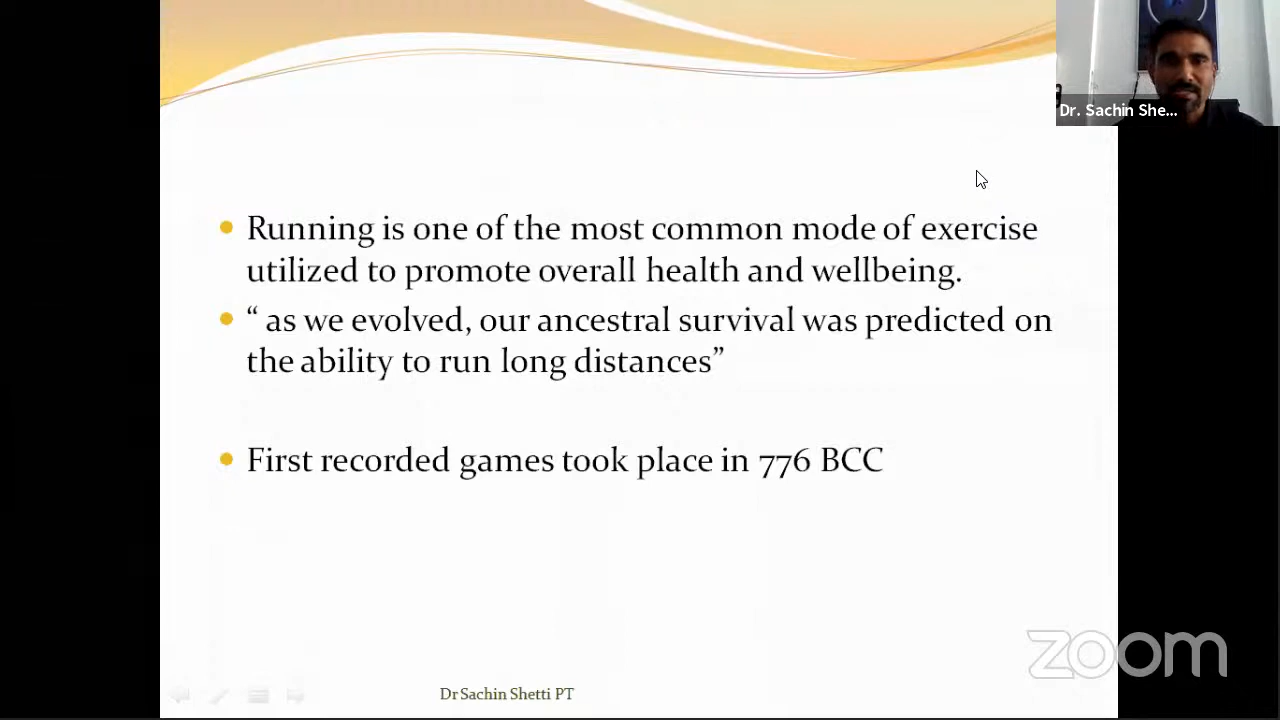 Dr. Sachin She...
Running is one of the most common mode of exercise
utilized to promote overall health and wellbeing.
“ as we evolved, our ancestral survival was predicted on
the ability to run long distances”
First recorded games took place in 776 BCC
zoom
Dr Sachin Shetti PT